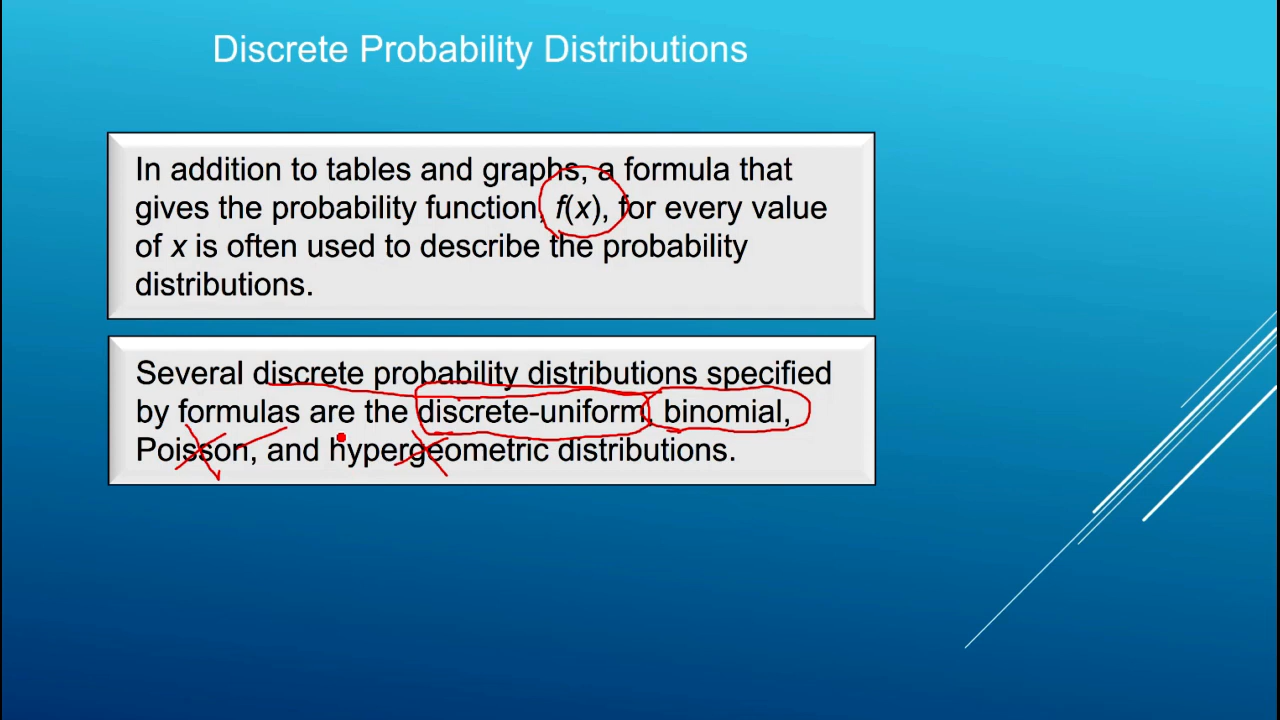 Discrete Probability Distributions
In addition to tables and graphs, a formula that
gives the probability function, f(x), for every value
of x is often used to describe the probability
distributions.
Several discrete probability distributions specified
by formulas are the discrete-uniform, binomial,
Poisson, and hypergeometric distributions.